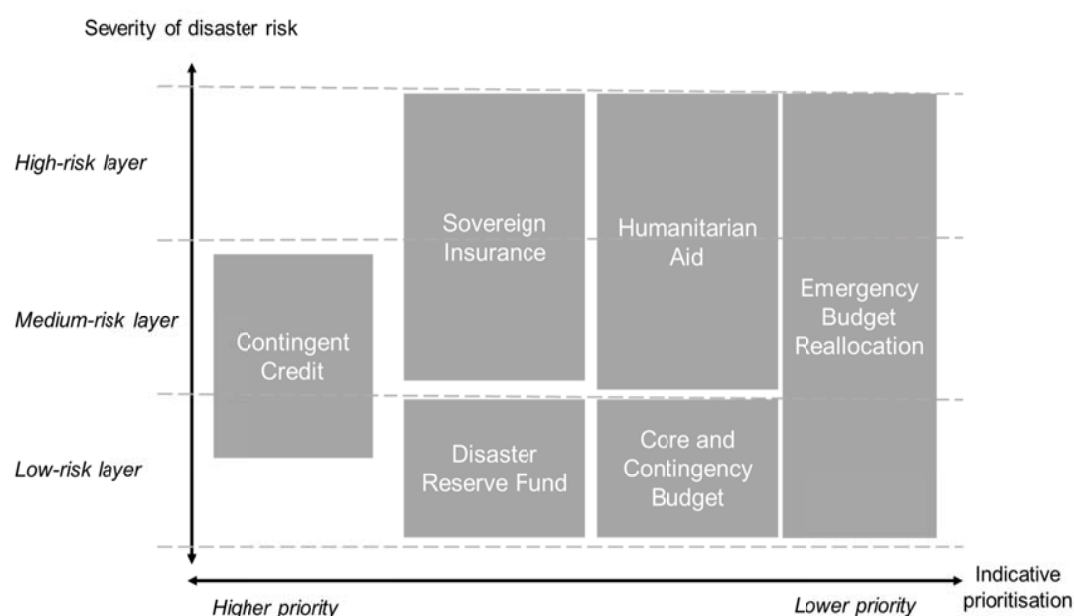 Severity of disaster risk
High-risk layer
Medium-risk layer
Low-risk layer
Contingent
Credit
Sovereign
Insurance
Disaster
Reserve Fund
Humanitarian
Aid
Core and
Contingency
Budget
Emergency
Budget
Reallocation
Higher priority
Lower priority
Indicative
prioritisation